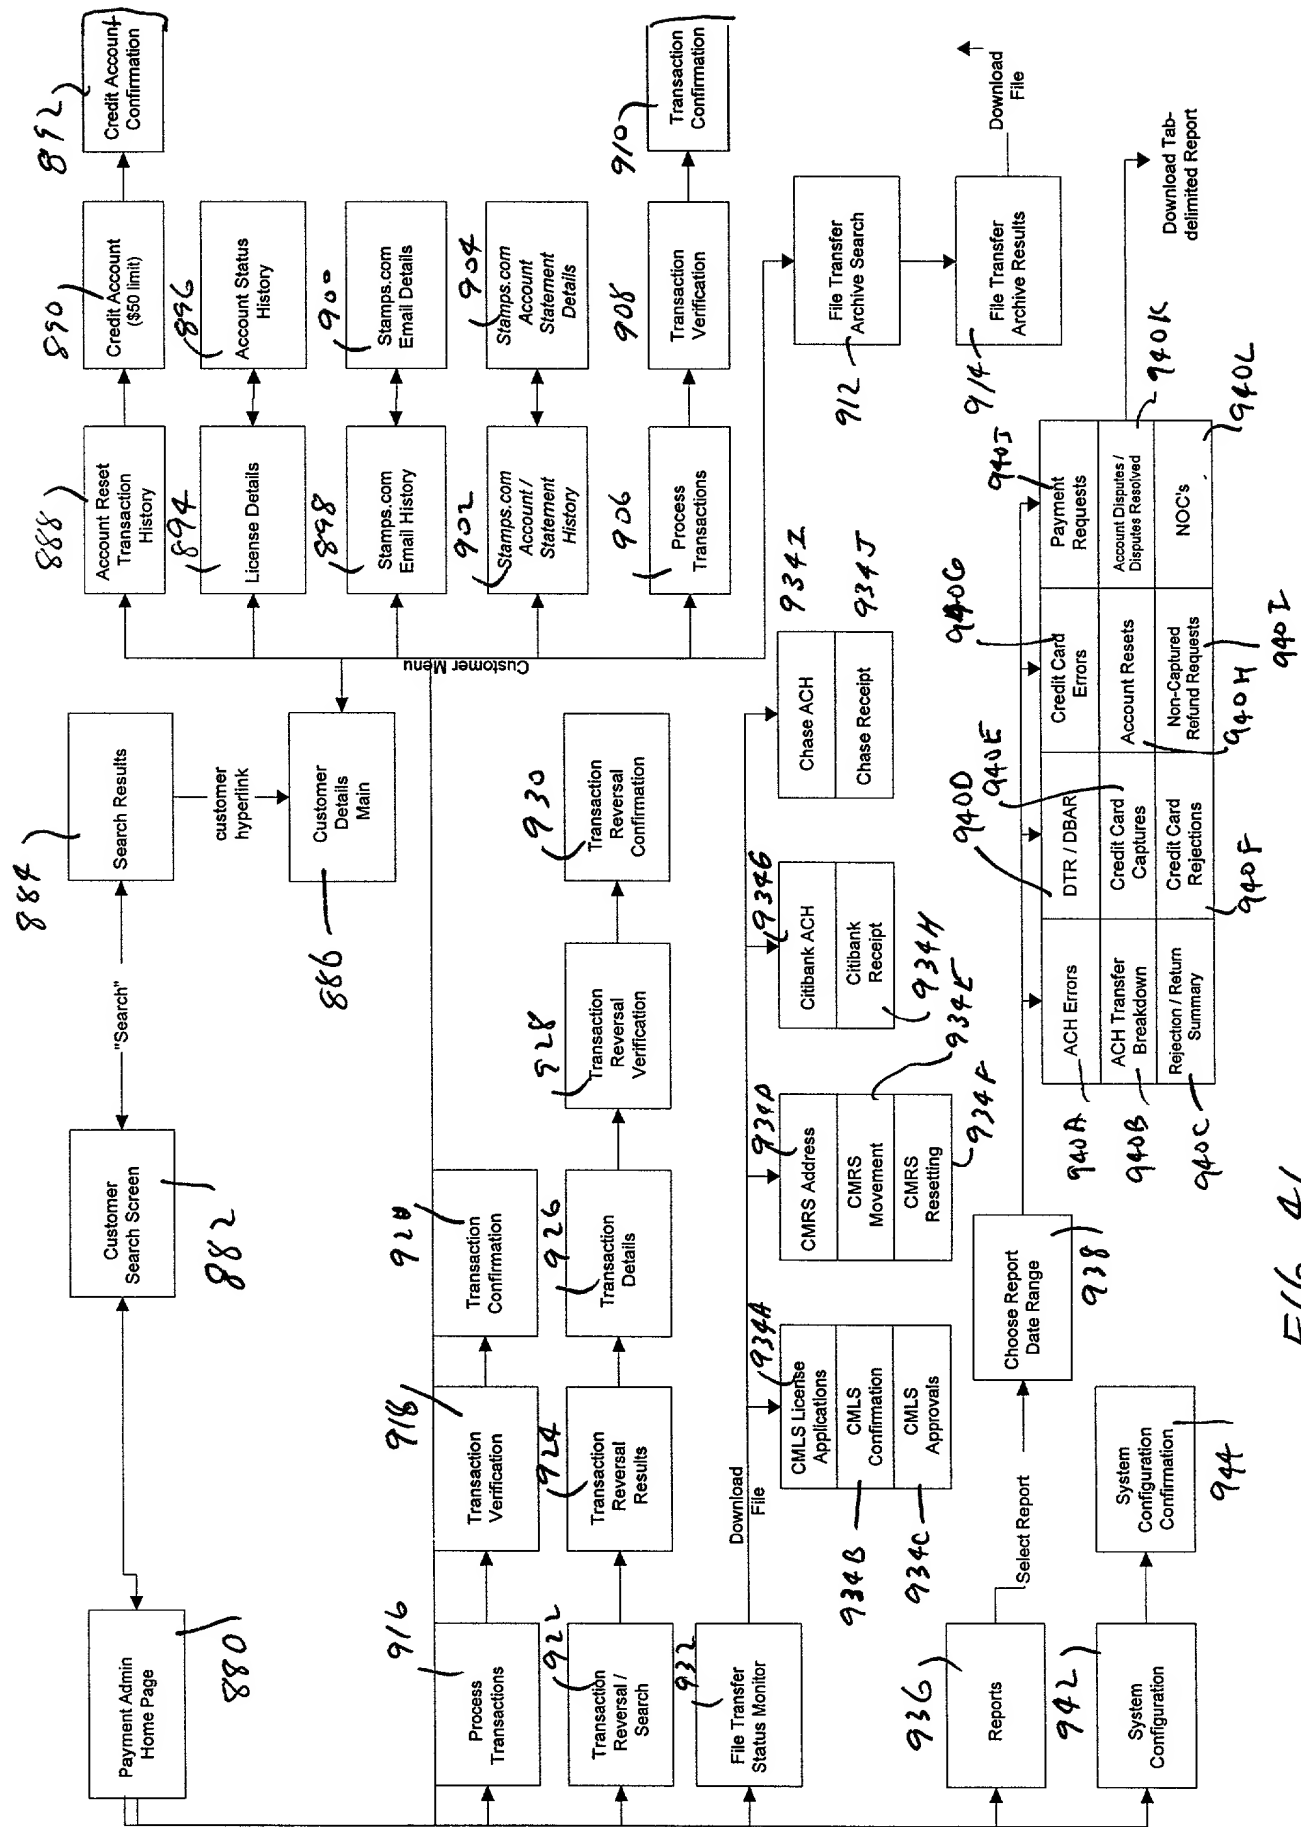 Payment Admin
Home Page
880
Customer
Search Screen
882
"Search"
Search Results
884
customer
hyperlink
Customer
Details
Main
886
Customer Menu
Account Reset
Transaction
History
888
Credit Account
($50 limit)
890
Credit Account
Confirmation
892
License Details
894
Account Status
History
896
Stamps.com
Email History
898
Stamps.com
Email Details
900
Stamps.com
Account /
Statement
History
902
Stamps.com
Account
Statement
Details
904
Process
Transactions
906
Transaction
Verification
908
Transaction
Confirmation
910
File Transfer
Archive Search
912
File Transfer
Archive Results
914
Download
File
Process
Transactions
916
Transaction
Verification
918
Transaction
Confirmation
920
Transaction
Reversal /
Search
922
Transaction
Reversal
Results
924
Transaction
Details
926
Transaction
Reversal
Verification
928
Transaction
Reversal
Confirmation
930
File Transfer
Status Monitor
932
Download
File
CMLS License
Applications
934A
CMLS
Confirmation
934B
CMLS
Approvals
934C
CMRS Address
934D
CMRS
Movement
934E
CMRS
Resetting
934F
Citibank ACH
934G
Citibank
Receipt
934H
Chase ACH
934I
Chase Receipt
934J
Reports
936
Select Report
Choose Report
Date Range
938
ACH Errors
940A
ACH Transfer
Breakdown
940B
Rejection / Return
Summary
940C
DTR / DBAR
940D
Credit Card
Captures
940E
Credit Card
Rejections
940F
Credit Card
Errors
940G
Account Resets
940H
Non-Captured
Refund Requests
940I
Payment
Requests
940J
Account Disputes /
Disputes Resolved
940K
NOC's
940L
Download Tab-
delimited Report
System
Configuration
942
System
Configuration
Confirmation
944
FIG. 41